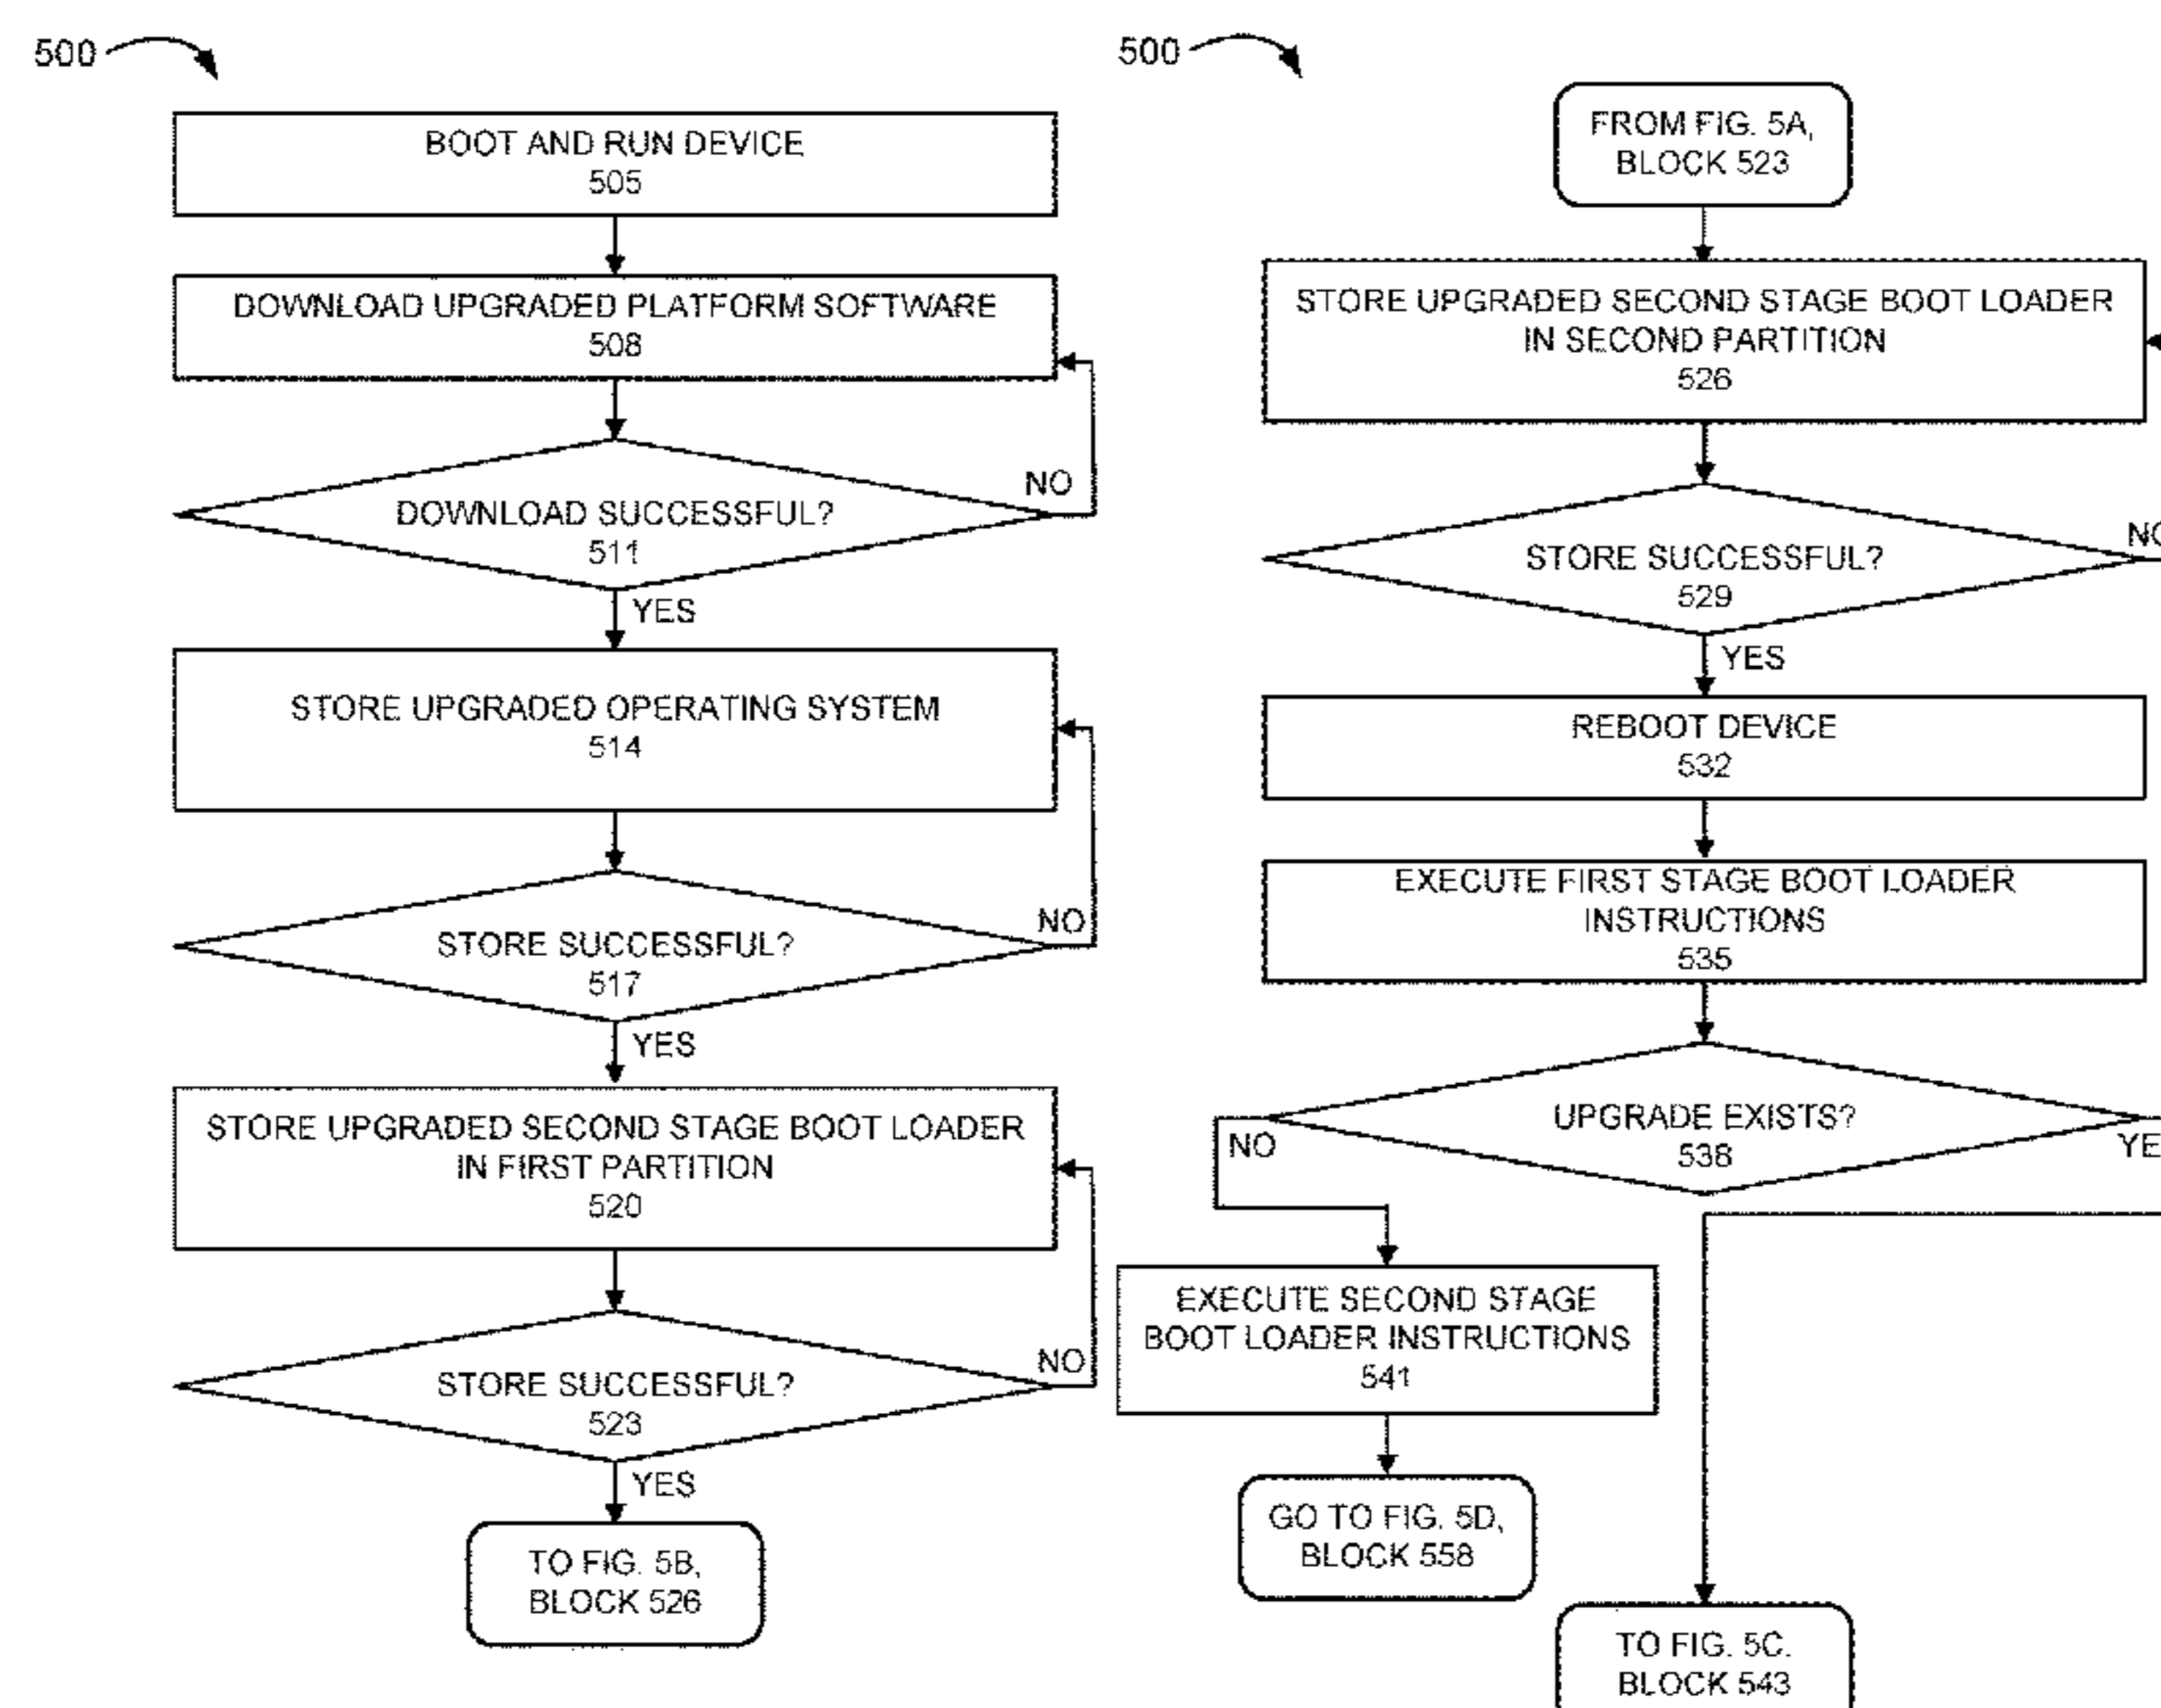 500
BOOT AND RUN DEVICE
505
DOWNLOAD UPGRADED PLATFORM SOFTWARE
508
NO
DOWNLOAD SUCCESSFUL?
511
YES
STORE UPGRADED OPERATING SYSTEM
514
NO
STORE SUCCESSFUL?
517
YES
STORE UPGRADED SECOND STAGE BOOT LOADER
IN FIRST PARTITION
520
NO
STORE SUCCESSFUL?
523
YES
TO FIG. 5B,
BLOCK 526
500
FROM FIG. 5A,
BLOCK 523
STORE UPGRADED SECOND STAGE BOOT LOADER
IN SECOND PARTITION
526
NO
STORE SUCCESSFUL?
529
YES
REBOOT DEVICE
532
EXECUTE FIRST STAGE BOOT LOADER
INSTRUCTIONS
535
UPGRADE EXISTS?
538
NO
YE
EXECUTE SECOND STAGE
BOOT LOADER INSTRUCTIONS
541
GO TO FIG. 5D,
BLOCK 558
TO FIG. 5C.
BLOCK 543